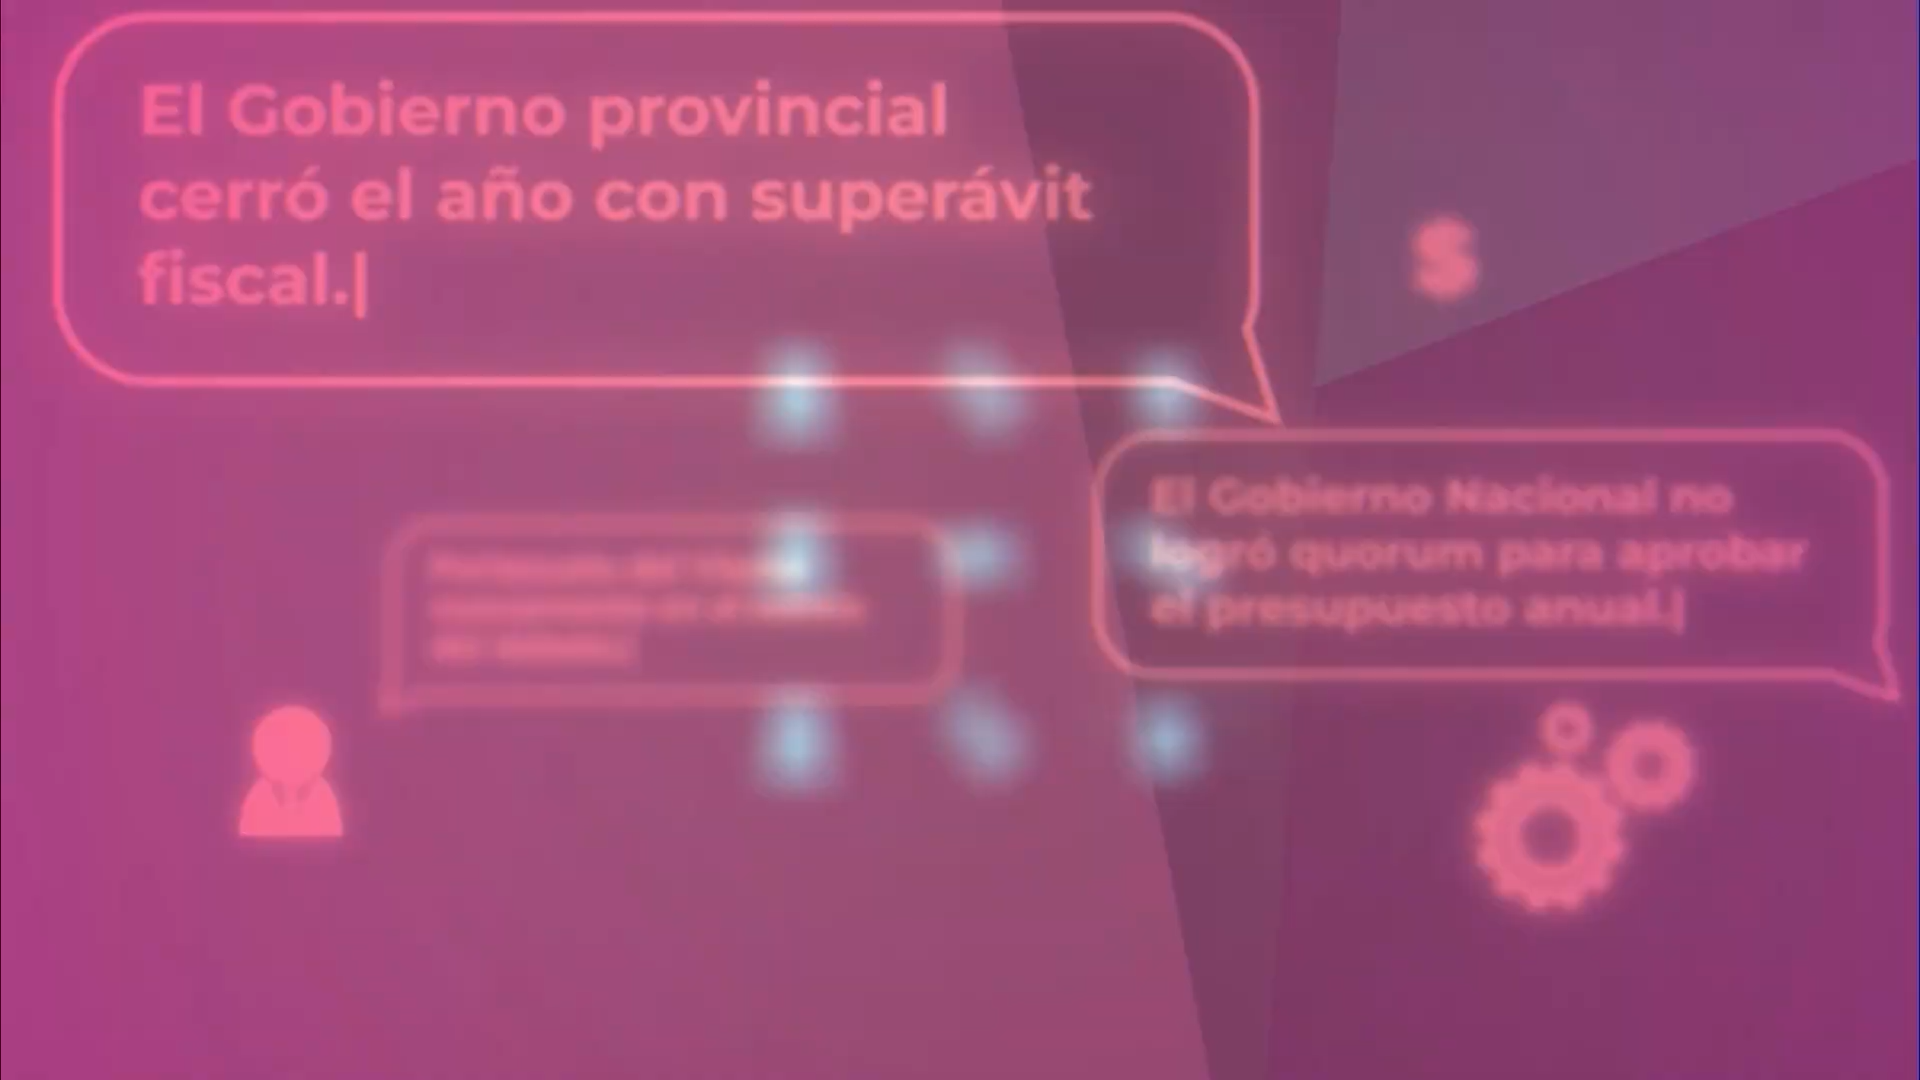 El Gobierno provincial
cerró el año con superávit
fiscal.|
$
El Gobierno Nacional no
logró quorum para aprobar
el presupuesto anual.|